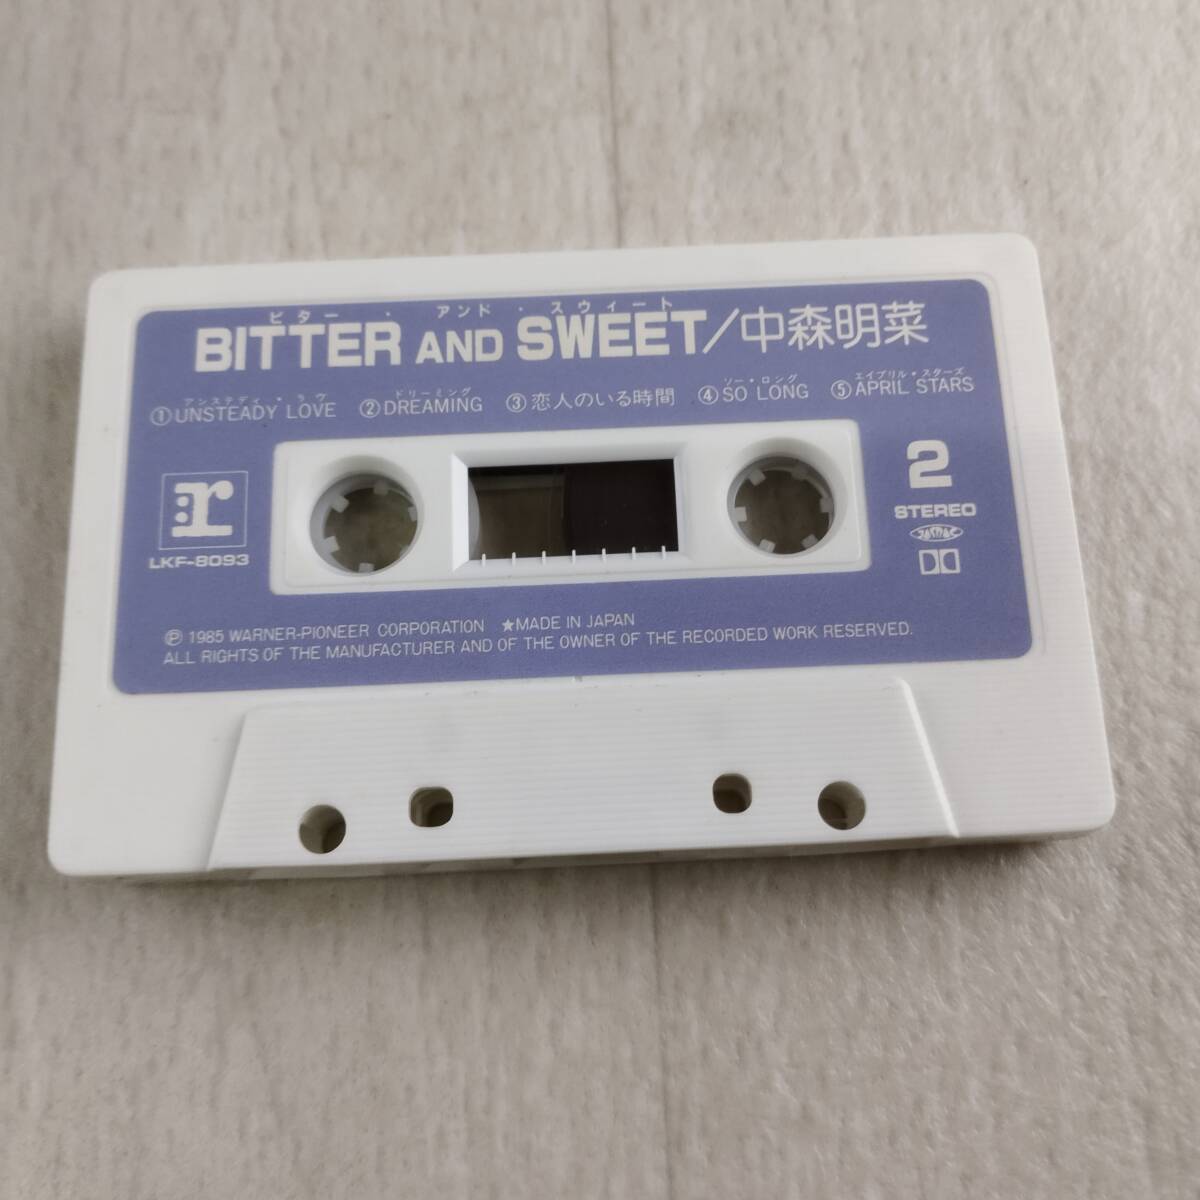 ビター・アンド・スウィート
BITTER AND SWEET/中森明菜
アンステディ・ラヴ ドリーミング ソー・ロング エイプリル・スターズ
①UNSTEADY LOVE ②DREAMING ③恋人のいる時間 ④SO LONG ⑤APRIL STARS
r
LKF-8093
2
STEREO
JASRAC
Ⓟ 1985 WARNER-PIONEER CORPORATION ★MADE IN JAPAN
ALL RIGHTS OF THE MANUFACTURER AND OF THE OWNER OF THE RECORDED WORK RESERVED.